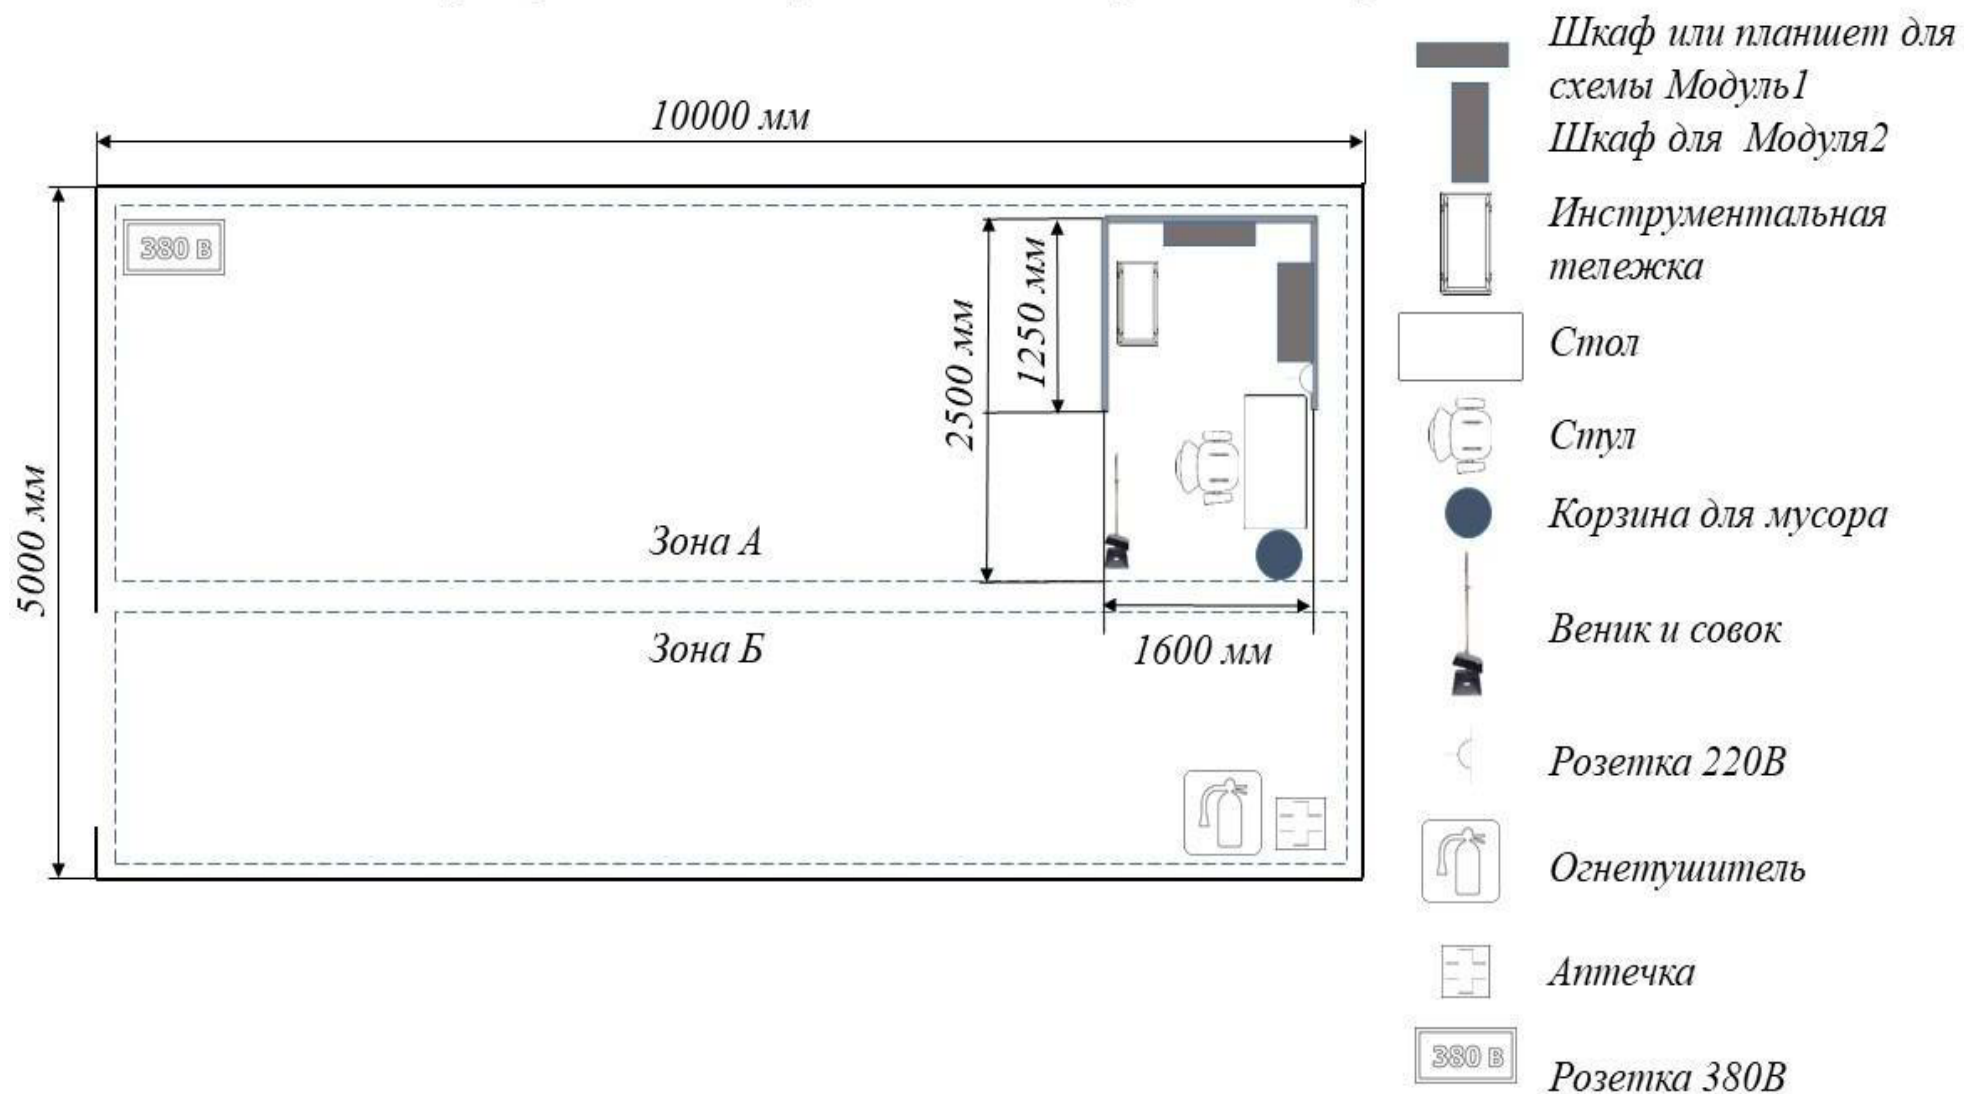 Шкаф или планшет для
схемы Модуль1
Шкаф для Модуля2
10000 мм
Инструментальная
тележка
380 В
1250 мм
2500 мм
Стол
Стул
5000 мм
Корзина для мусора
Зона А
Зона Б
1600 мм
Веник и совок
Розетка 220В
Огнетушитель
Аптечка
380 В
Розетка 380В